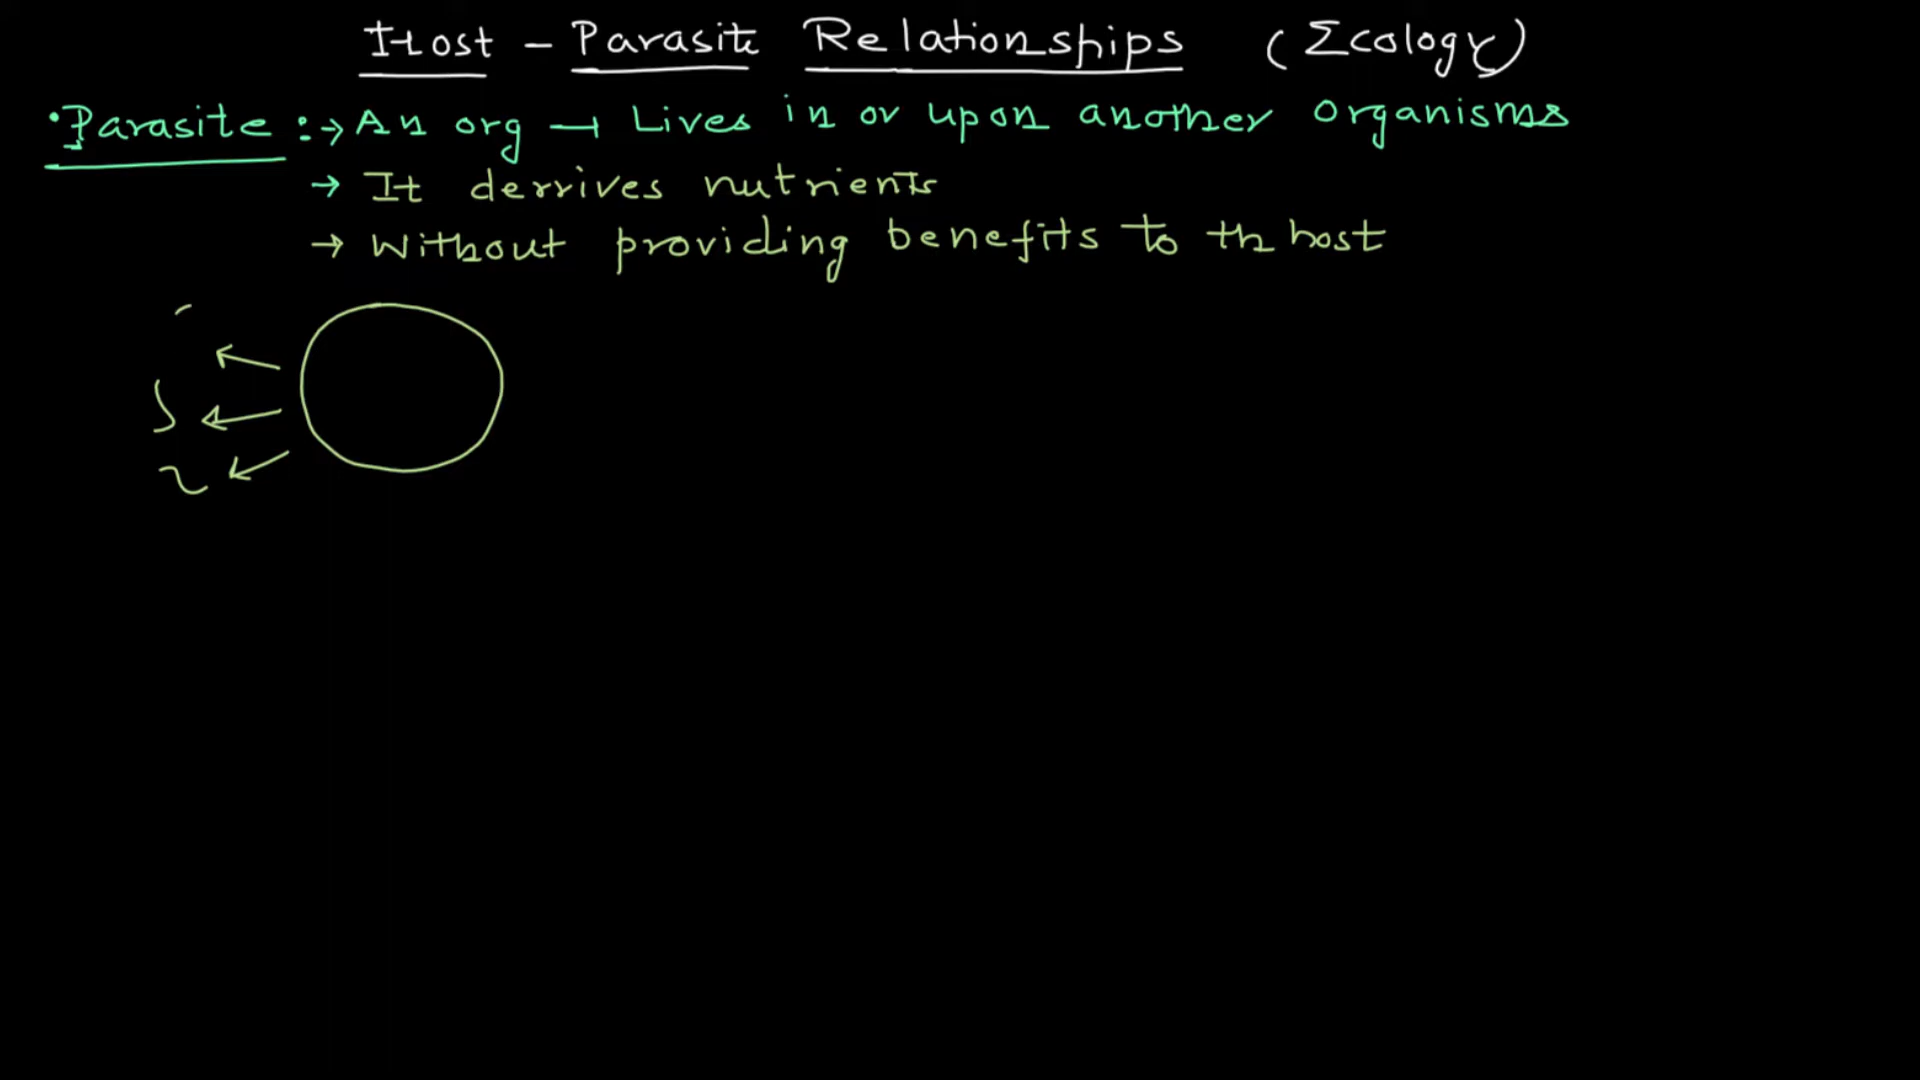 Host - Parasite Relationships (Ecology)
• Parasite :→ An org → Lives in or upon another organisms
→ It derrives nutrients
→ Without providing benefits to th host